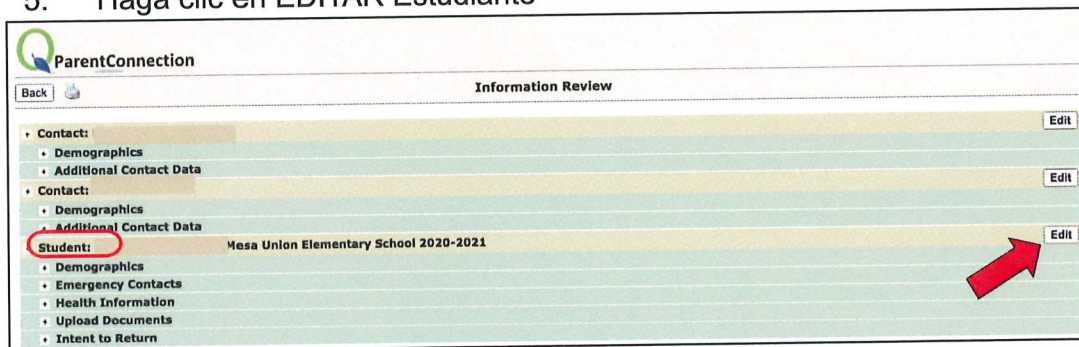 5. Haga clic en EDITAR Estudiante
ParentConnection
Back Information Review
Contact: Edit
Demographics
Additional Contact Data
Contact: Edit
Demographics
Additional Contact Data
Student: Mesa Union Elementary School 2020-2021 Edit
Demographics
Emergency Contacts
Health Information
Upload Documents
Intent to Return